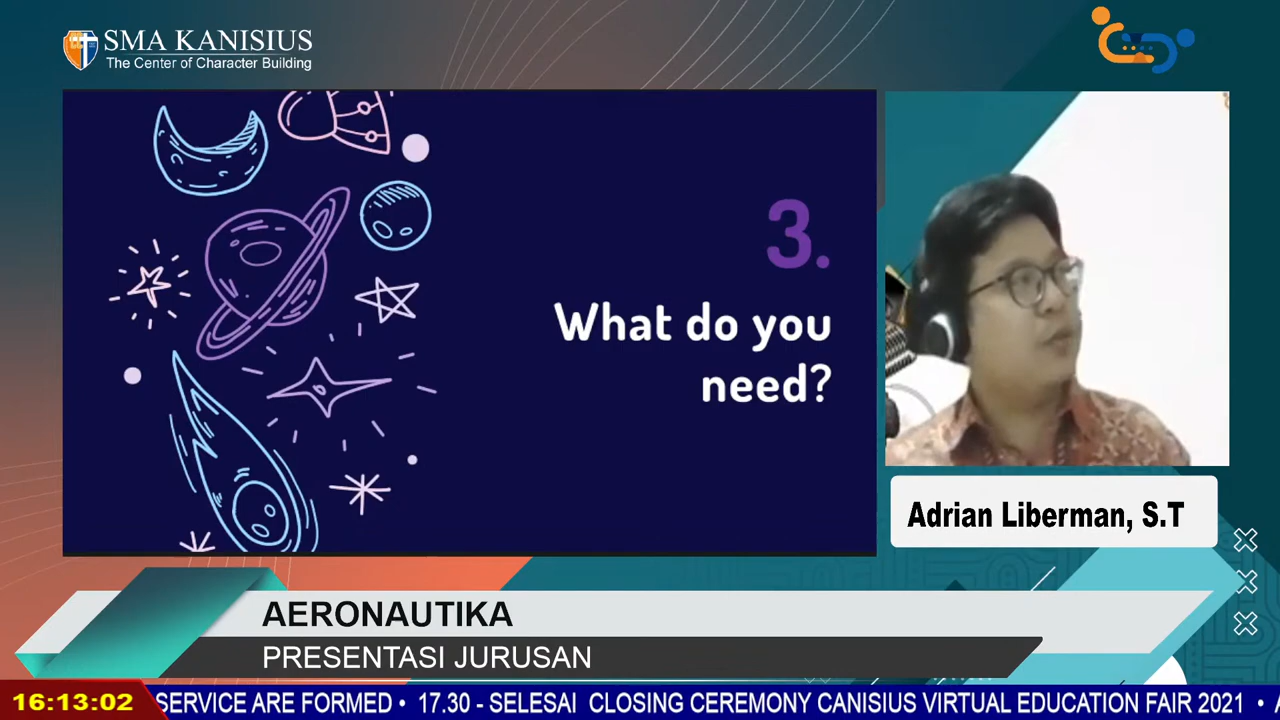 SMA KANISIUS
The Center of Character Building
3.
What do you
need?
Adrian Liberman, S.T
AERONAUTIKA
PRESENTASI JURUSAN
16:13:02
SERVICE ARE FORMED • 17.30 - SELESAI CLOSING CEREMONY CANISIUS VIRTUAL EDUCATION FAIR 2021 •